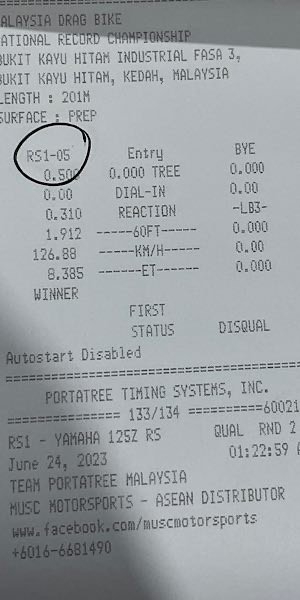 ALAYSIA DRAG BIKE
ATIONAL RECORD CHAMPIONSHIP
BUKIT KAYU HITAM INDUSTRIAL FASA 3,
BUKIT KAYU HITAM, KEDAH, MALAYSIA
LENGTH : 201M
SURFACE : PREP
RS1-05 Entry BYE
0.500 0.000 TREE 0.000
0.00 DIAL-IN 0.00
0.310 REACTION -LB3-
1.912 -----60FT----- 0.000
126.88 -----KM/H----- 0.00
8.385 ------ET----- 0.000
WINNER
FIRST
STATUS DISQUAL
Autostart Disabled
PORTATREE TIMING SYSTEMS, INC.
============== 133/134 ==========60021
RS1 - YAMAHA 125Z RS QUAL RND 2
June 24, 2023 01:22:59 A
TEAM PORTATREE MALAYSIA
MUSC MOTORSPORTS - ASEAN DISTRIBUTOR
www.facebook.com/muscmotorsports
+6016-6681490